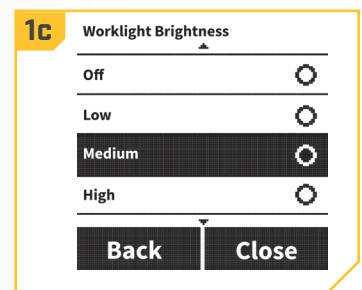 1c
Worklight Brightness
Off
Low
Medium
High
Back Close